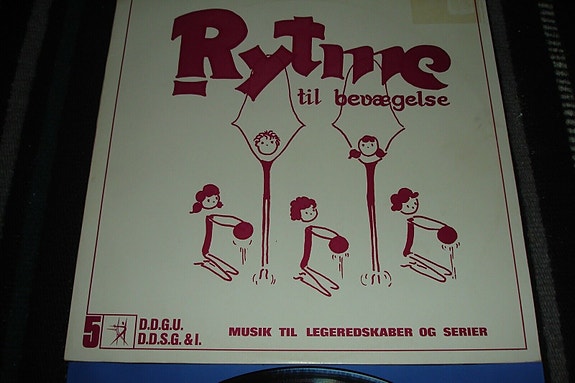 Rytme
til bevægelse
5
D.D.G.U.
D.D.S.G. & I.
MUSIK TIL LEGEREDSKABER OG SERIER